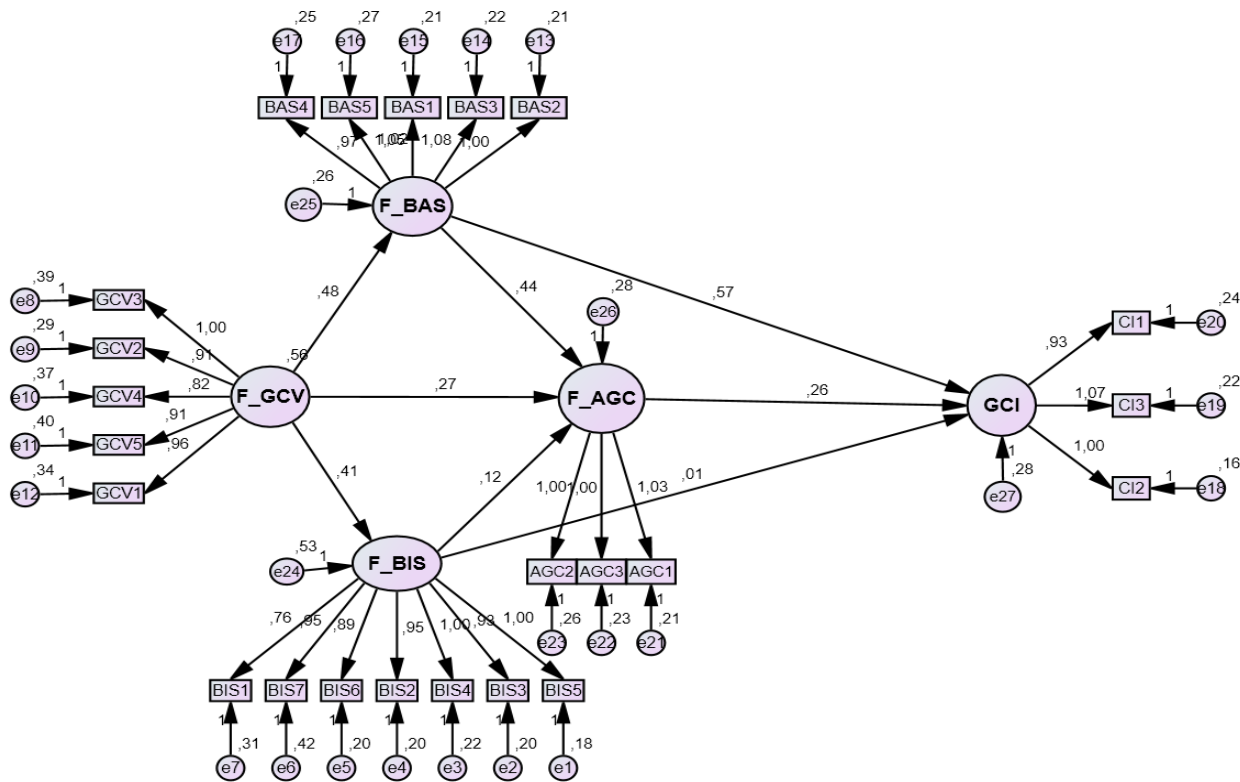 ,25 ,27 ,21 ,22 ,21
e17 e16 e15 e14 e13
1 1 1 1 1
BAS4 BAS5 BAS1 BAS3 BAS2
,97 1,05 1,02 1,08 1,00
,26
e25 1
F_BAS
,48 ,44 ,57
,39
e8 1 GCV3
,29
e9 1 GCV2
,37
e10 1 GCV4
,40
e11 1 GCV5
,34
e12 1 GCV1
1,00
,91
,82
,91
,96
,56
F_GCV
,27
,28
e26
1
F_AGC
,26
GCI
,93
1,07
1,00
CI1 1 e20 ,24
CI3 1 e19 ,22
CI2 1 e18 ,16
1
e27 ,28
,41 ,12 ,01
,53
e24 1
F_BIS
1,00 1,00 1,03
AGC2 AGC3 AGC1
1 1 1
,26 ,23 ,21
e23 e22 e21
,76 ,95 ,89 ,95 1,00 ,93 1,00
BIS1 BIS7 BIS6 BIS2 BIS4 BIS3 BIS5
1 1 1 1 1 1 1
,31 ,42 ,20 ,20 ,22 ,20 ,18
e7 e6 e5 e4 e3 e2 e1